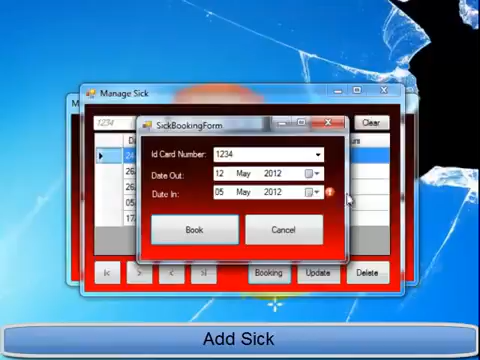 Manage Sick
1234
Clear
SickBookingForm
Id Card Number: 1234
Date Out: 12 May 2012
Date In: 05 May 2012
Book Cancel
Booking Update Delete
Add Sick